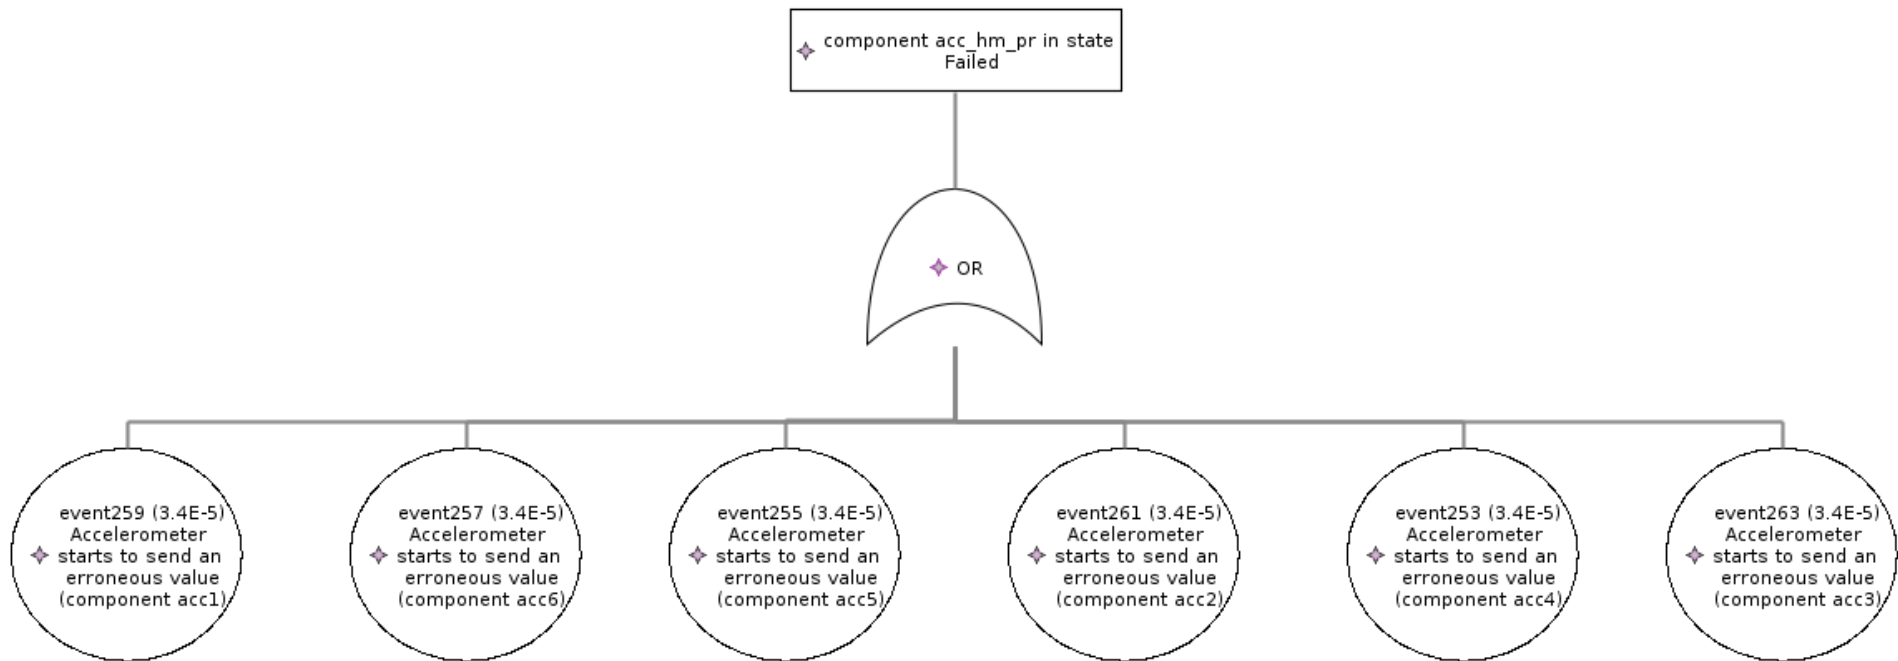 component acc_hm_pr in state
Failed
OR
event259 (3.4E-5)
Accelerometer
starts to send an
erroneous value
(component acc1)
event257 (3.4E-5)
Accelerometer
starts to send an
erroneous value
(component acc6)
event255 (3.4E-5)
Accelerometer
starts to send an
erroneous value
(component acc5)
event261 (3.4E-5)
Accelerometer
starts to send an
erroneous value
(component acc2)
event253 (3.4E-5)
Accelerometer
starts to send an
erroneous value
(component acc4)
event263 (3.4E-5)
Accelerometer
starts to send an
erroneous value
(component acc3)